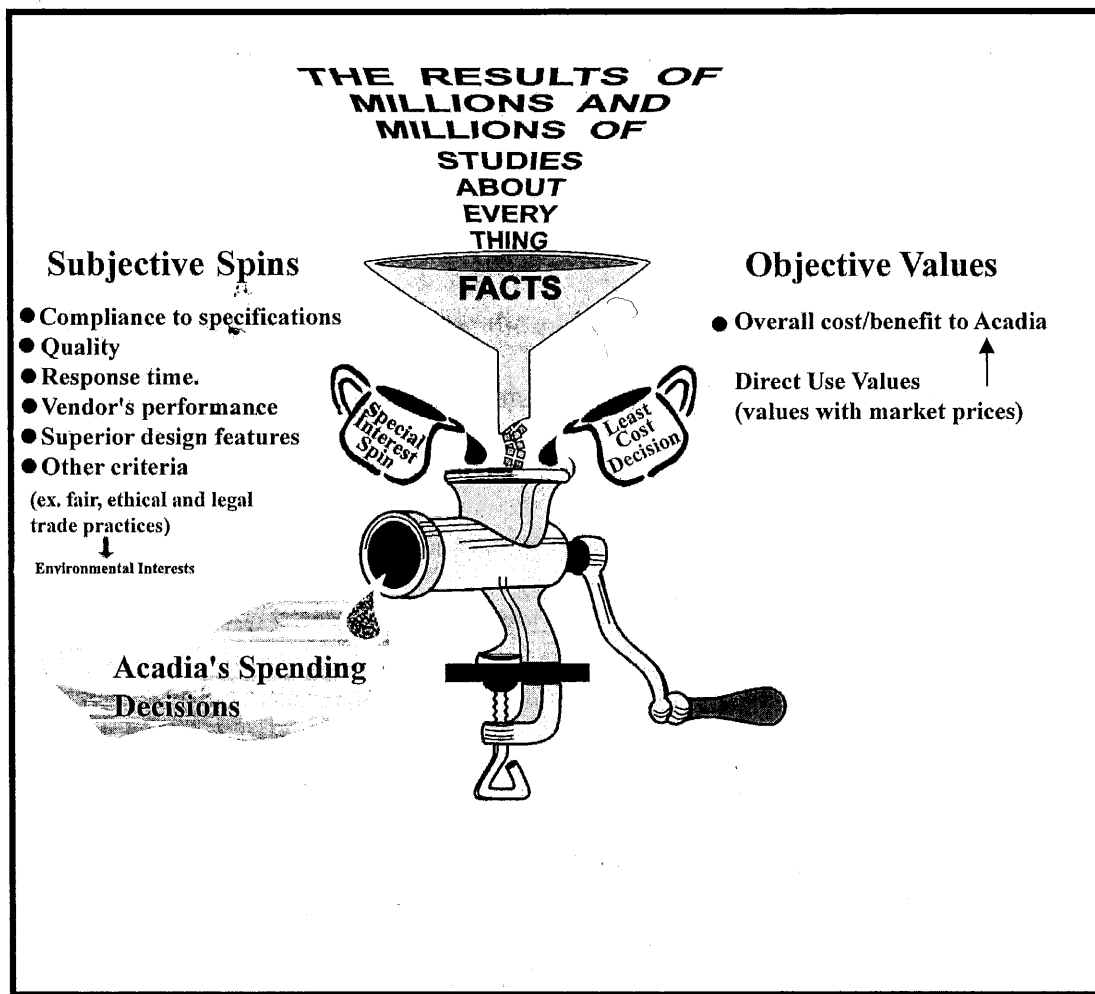 THE RESULTS OF
MILLIONS AND
MILLIONS OF
STUDIES
ABOUT
EVERY
THING
FACTS
Subjective Spins
Compliance to specifications
Quality
Response time.
Vendor's performance
Superior design features
Other criteria
(ex. fair, ethical and legal
trade practices)
Environmental Interests
Special
Interest
Spin
Least
Cost
Decision
Objective Values
Overall cost/benefit to Acadia
Direct Use Values
(values with market prices)
Acadia's Spending
Decisions